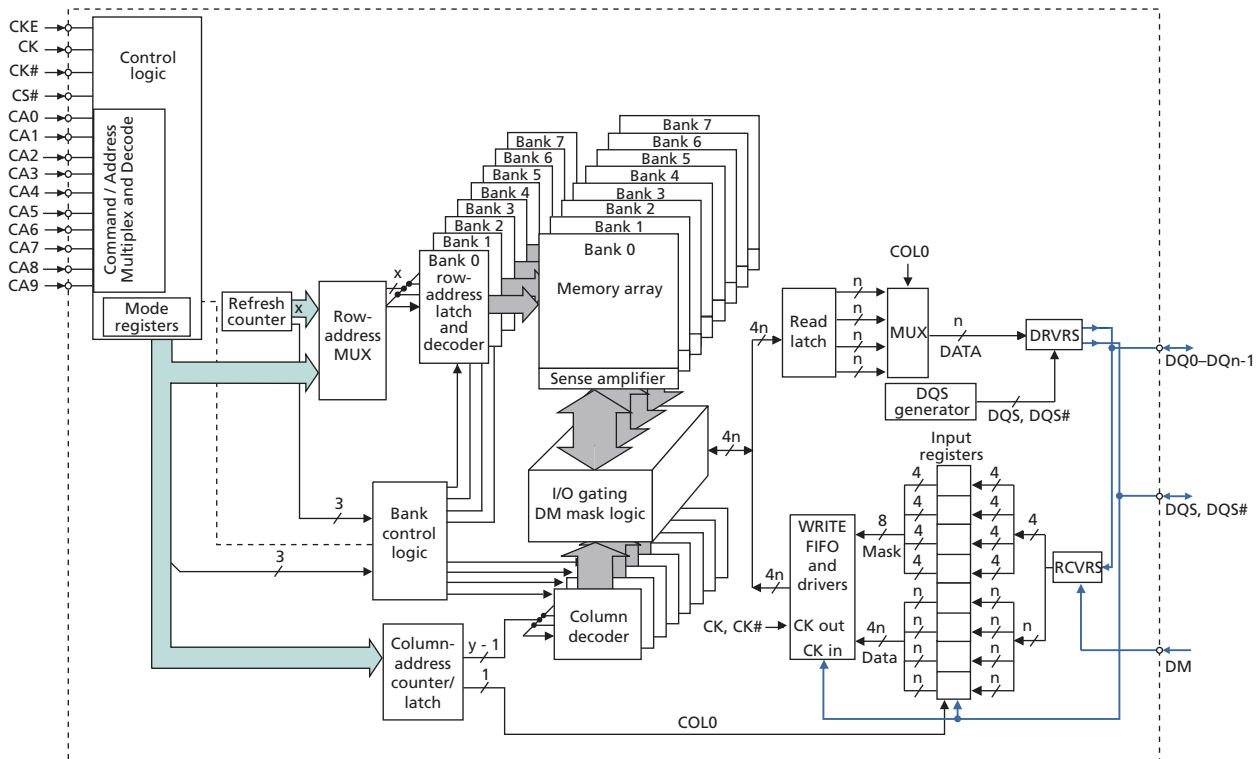 CKE
CK
CK#
CS#
CA0
CA1
CA2
CA3
CA4
CA5
CA6
CA7
CA8
CA9
Control
logic
Command / Address
Multiplex and Decode
Mode
registers
Refresh
counter
x
Row-
address
MUX
x
Bank 7
Bank 6
Bank 5
Bank 4
Bank 3
Bank 2
Bank 1
Bank 0
row-
address
latch
and
decoder
Bank 7
Bank 6
Bank 5
Bank 4
Bank 3
Bank 2
Bank 1
Bank 0
Memory array
Sense amplifier
3
3
Bank
control
logic
I/O gating
DM mask logic
Column
decoder
Column-
address
counter/
latch
y - 1
1
COL0
4n
4n
4n
Read
latch
n
n
n
n
COL0
MUX
n
DATA
DRVRS
DQS
generator
DQS, DQS#
DQ0–DQn-1
DQS, DQS#
DM
Input
registers
4
4
4
4
4
4
4
4
4
n
n
n
n
n
n
n
n
n
RCVRS
8
Mask
4n
Data
WRITE
FIFO
and
drivers
CK out
CK in
CK, CK#